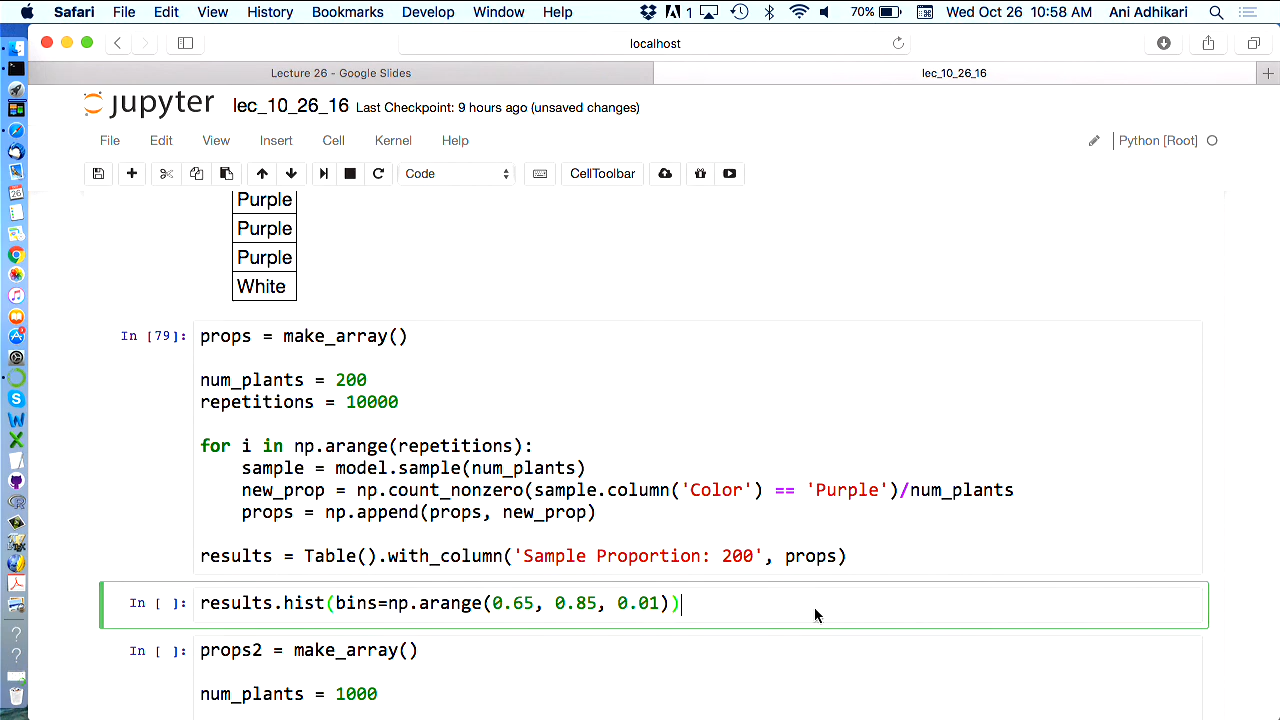 Safari File Edit View History Bookmarks Develop Window Help 1 70% Wed Oct 26 10:58 AM Ani Adhikari
localhost
Lecture 26 - Google Slides lec_10_26_16
jupyter lec_10_26_16 Last Checkpoint: 9 hours ago (unsaved changes)
File Edit View Insert Cell Kernel Help Python [Root]
Code CellToolbar
Purple
Purple
Purple
White
In [79]: props = make_array()
num_plants = 200
repetitions = 10000
for i in np.arange(repetitions):
sample = model.sample(num_plants)
new_prop = np.count_nonzero(sample.column('Color') == 'Purple')/num_plants
props = np.append(props, new_prop)
results = Table().with_column('Sample Proportion: 200', props)
In [ ]: results.hist(bins=np.arange(0.65, 0.85, 0.01))
In [ ]: props2 = make_array()
num_plants = 1000